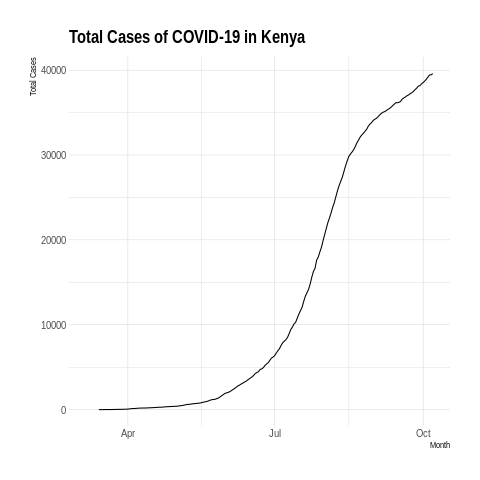 Total Cases of COVID-19 in Kenya
Total Cases
40000
30000
20000
10000
0
Apr Jul Oct
Month